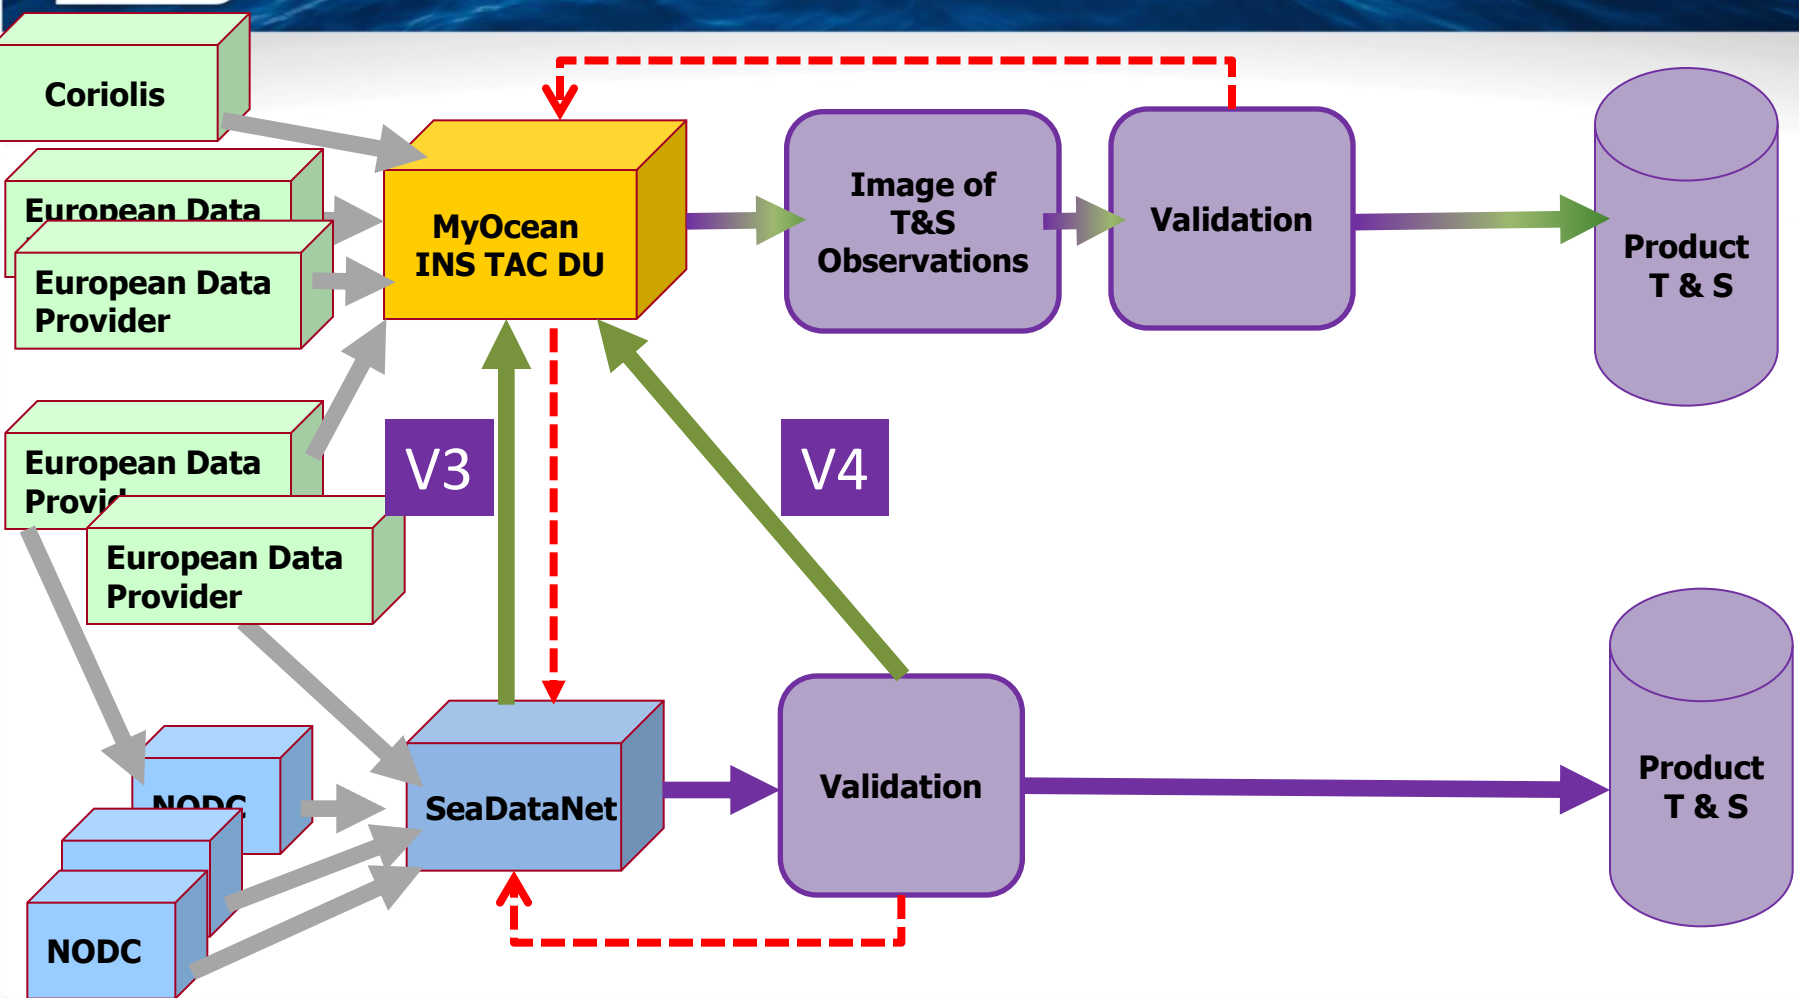 Coriolis
European Data
European Data
Provider
MyOcean
INS TAC DU
Image of
T&S
Observations
Validation
Product
T & S
European Data
European Data
Provider
V3
V4
NODC
NODC
SeaDataNet
Validation
Product
T & S